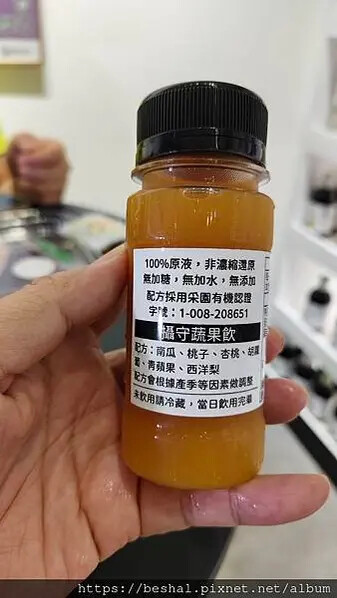 100%原液，非濃縮還原
無加糖，無加水，無添加
配方採用采園有機認證
字號：1-008-208651
攝守蔬果飲
配方：南瓜、桃子、杏桃、胡蘿
蔔、青蘋果、西洋梨
配方會根據產季等因素做調整
未飲用請冷藏，當日飲用完畢
https://beshal.pixnet.net/album